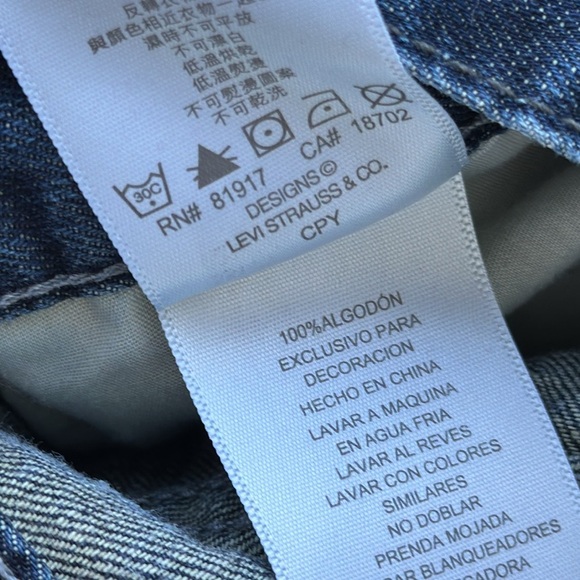 反轉衣物
與顏色相近衣物一起
濕時不可平放
不可漂白
低溫烘乾
低溫熨燙
不可熨燙圖案
不可乾洗
30C
RN# 81917 CA# 18702
DESIGNS©
LEVI STRAUSS & CO.
CPY
100%ALGODÓN
EXCLUSIVO PARA
DECORACION
HECHO EN CHINA
LAVAR A MAQUINA
EN AGUA FRIA
LAVAR AL REVES
LAVAR CON COLORES
SIMILARES
NO DOBLAR
PRENDA MOJADA
AR BLANQUEADORES